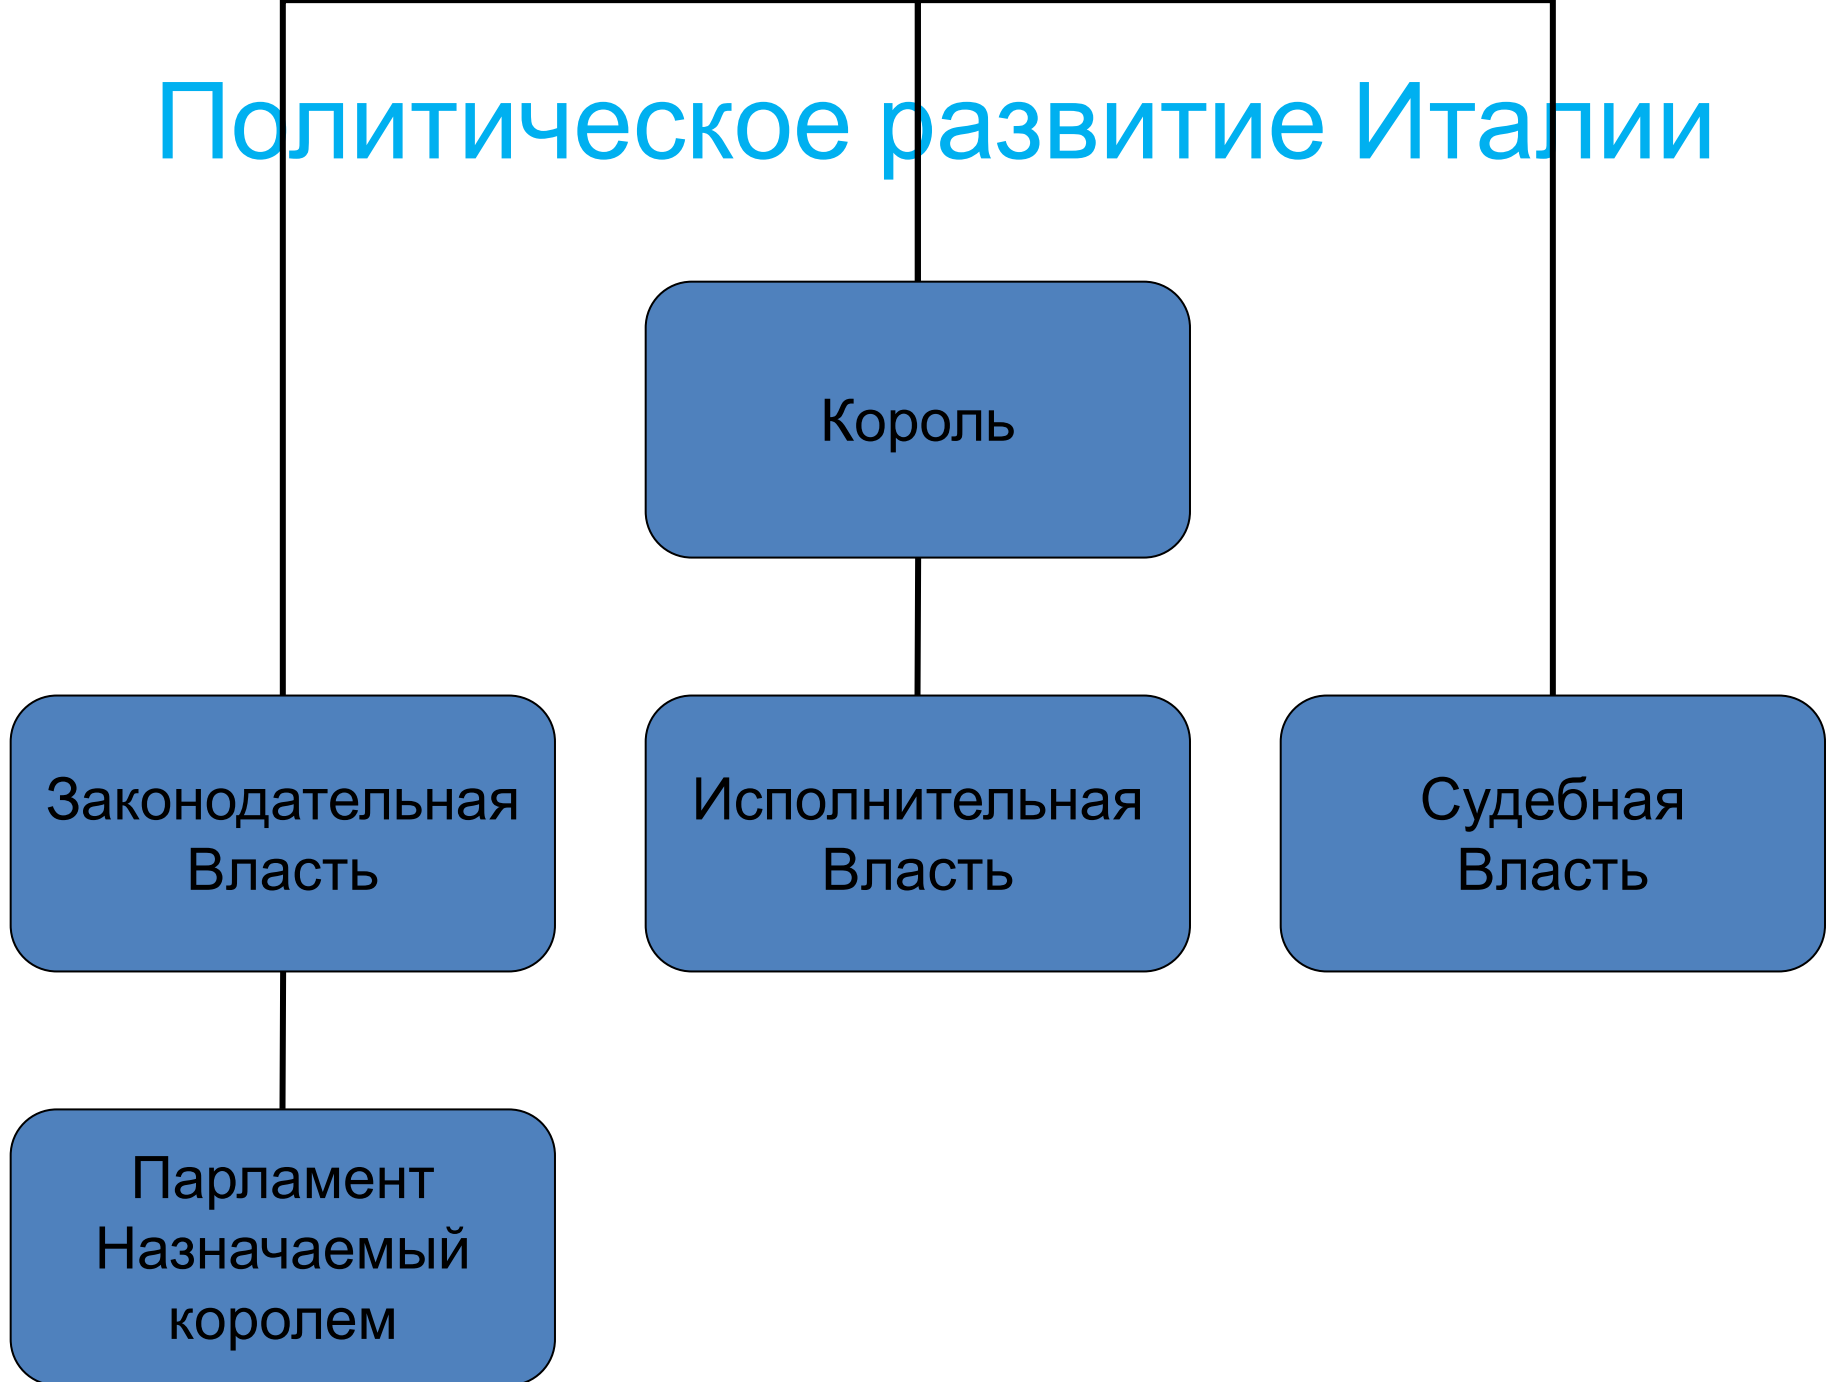 Политическое развитие Италии
Король
Законодательная
Власть
Исполнительная
Власть
Судебная
Власть
Парламент
Назначаемый
королем